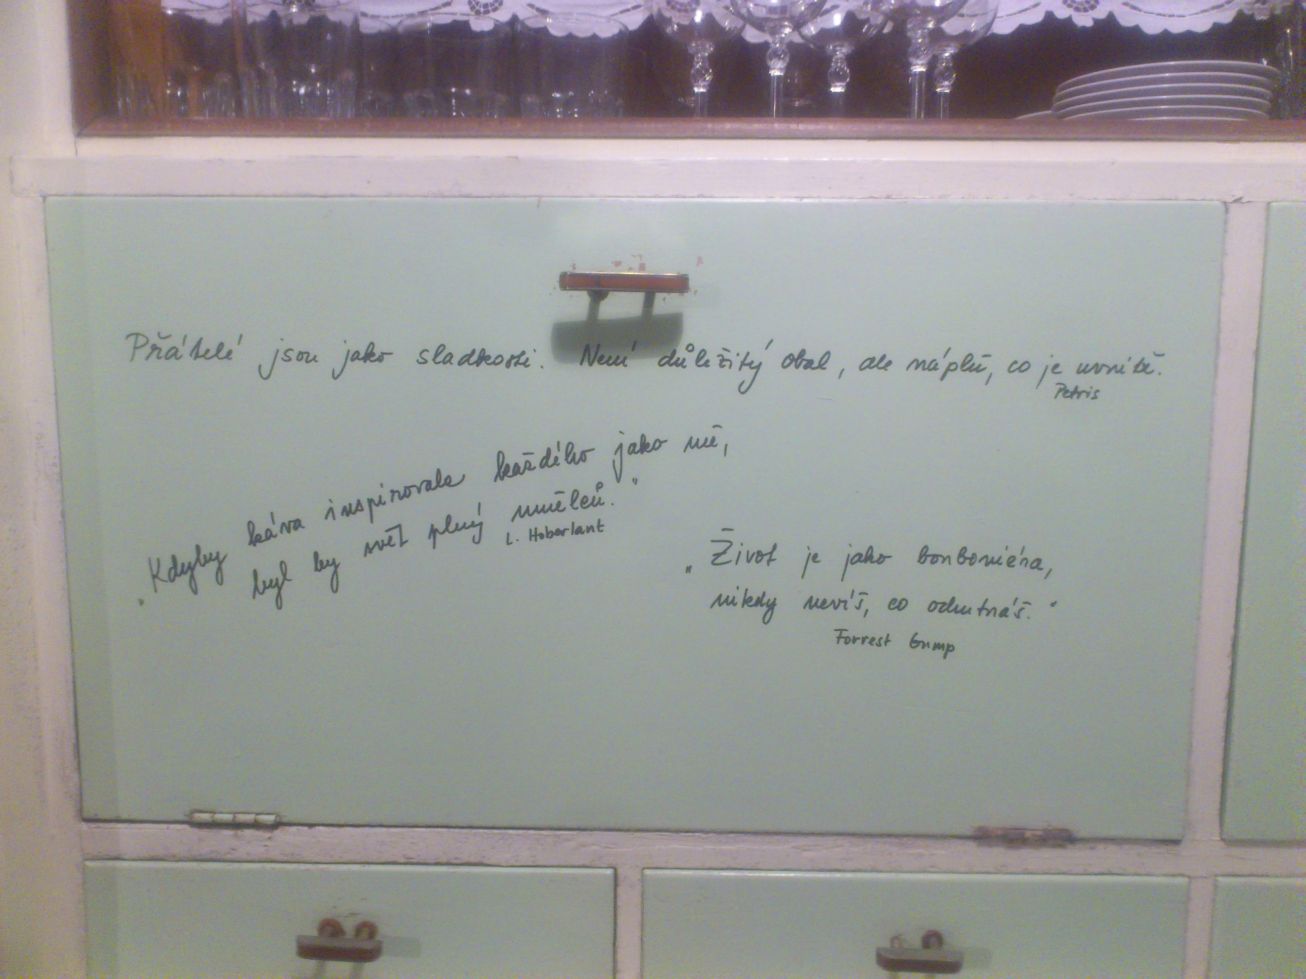 Přátelé jsou jako sladkosti. Není důležitý obal, ale náplň, co je uvnitř.
Petris
„Kdyby káva inspirovala každého jako mě,
byl by svět plný umělců."
L. Hoberlant
„Život je jako bonboniéra,
nikdy nevíš, co ochutnáš."
Forrest Gump